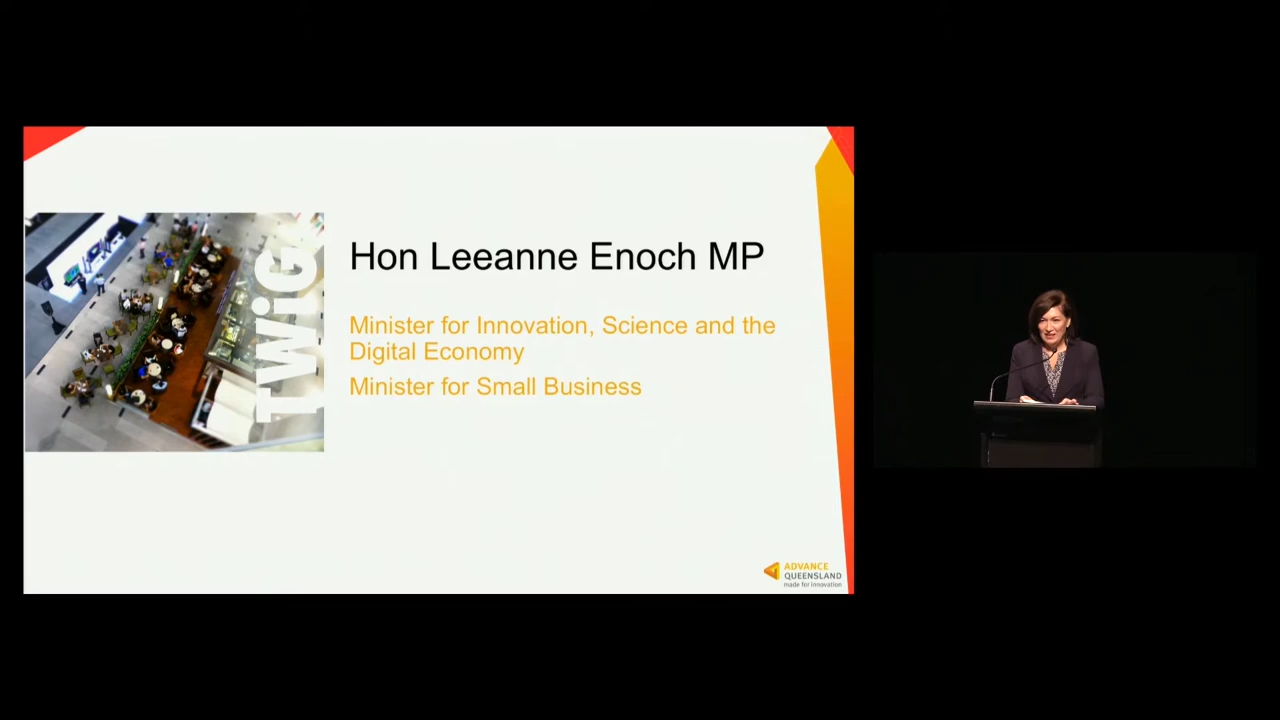 TWiG
Hon Leeanne Enoch MP
Minister for Innovation, Science and the
Digital Economy
Minister for Small Business
ADVANCE
QUEENSLAND
made for innovation